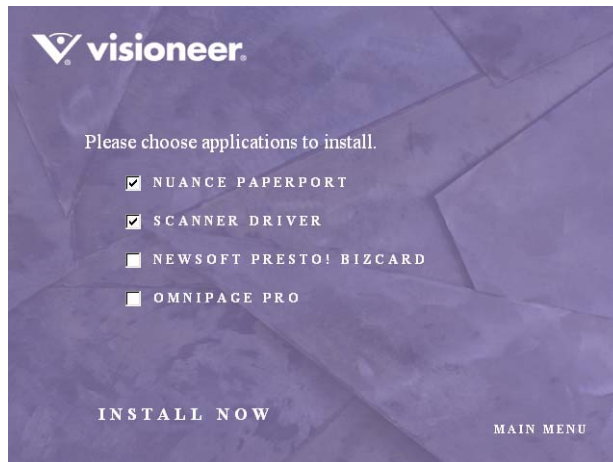 visioneer.
Please choose applications to install.
NUANCE PAPERPORT
SCANNER DRIVER
NEWSOFT PRESTO! BIZCARD
OMNIPAGE PRO
INSTALL NOW
MAIN MENU